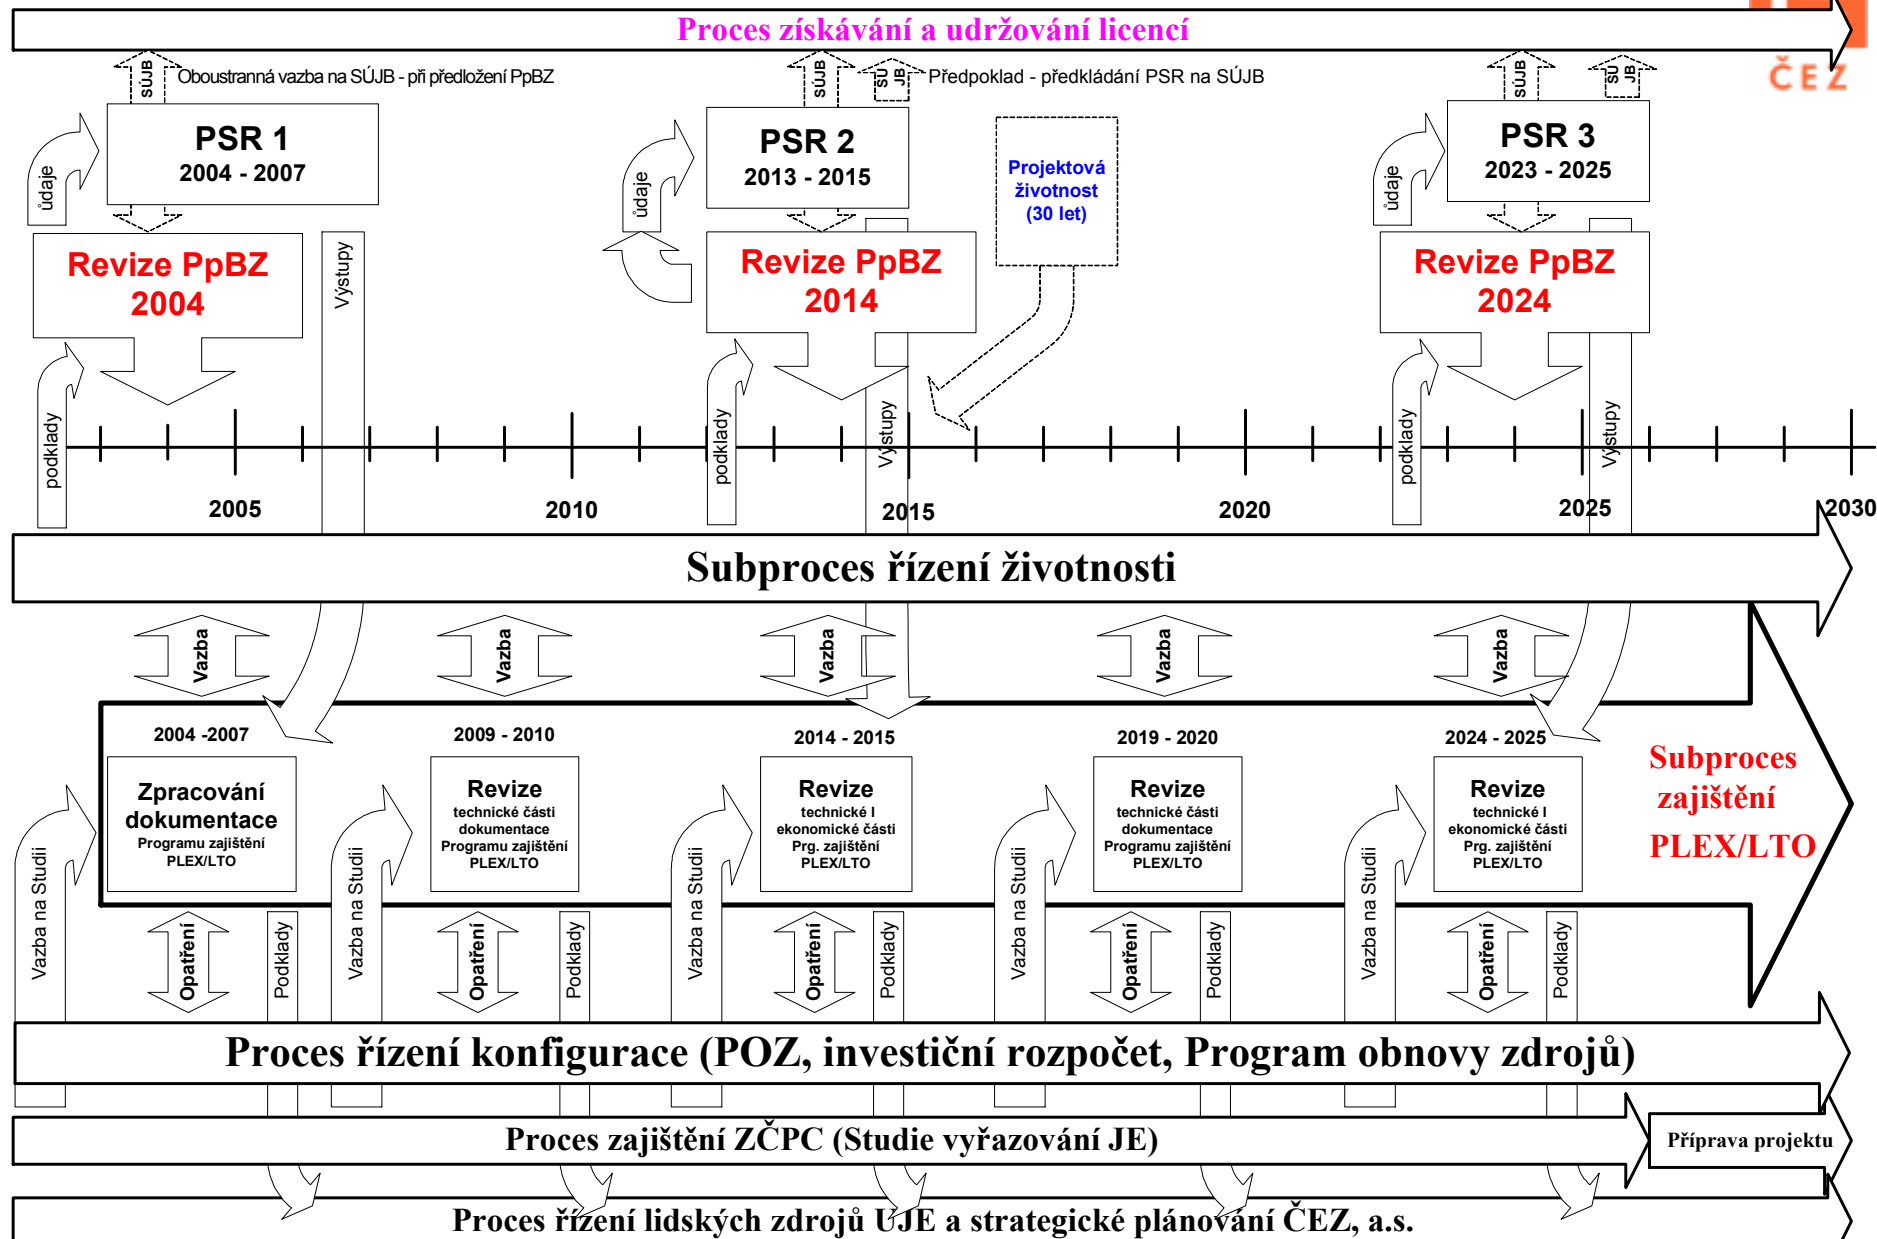 Proces získávání a udržování licencí
ČEZ
SÚJB
Oboustranná vazba na SÚJB - při předložení PpBZ
SÚJB
SÚ
JB
Předpoklad - předkládání PSR na SÚJB
SÚJB
SÚ
JB
PSR 1
2004 - 2007
PSR 2
2013 - 2015
PSR 3
2023 - 2025
Projektová
životnost
(30 let)
ůdaje
ůdaje
ůdaje
Revize PpBZ
2004
Revize PpBZ
2014
Revize PpBZ
2024
Výstupy
Výstupy
Výstupy
podklady
podklady
podklady
2005
2010
2015
2020
2025
2030
Subproces řízení životnosti
Vazba
Vazba
Vazba
Vazba
Vazba
2004 -2007
2009 - 2010
2014 - 2015
2019 - 2020
2024 - 2025
Zpracování
dokumentace
Programu zajištění
PLEX/LTO
Revize
technické části
dokumentace
Programu zajištění
PLEX/LTO
Revize
technické I
ekonomické části
Prg. zajištění
PLEX/LTO
Revize
technické části
dokumentace
Programu zajištění
PLEX/LTO
Revize
technické I
ekonomické části
Prg. zajištění
PLEX/LTO
Subproces
zajištění
PLEX/LTO
Vazba na Studii
Vazba na Studii
Vazba na Studii
Vazba na Studii
Vazba na Studii
Opatření
Podklady
Opatření
Podklady
Opatření
Podklady
Opatření
Podklady
Opatření
Podklady
Proces řízení konfigurace (POZ, investiční rozpočet, Program obnovy zdrojů)
Proces zajištění ZČPC (Studie vyřazování JE)
Příprava projektu
Proces řízení lidských zdrojů ÚJE a strategické plánování ČEZ, a.s.